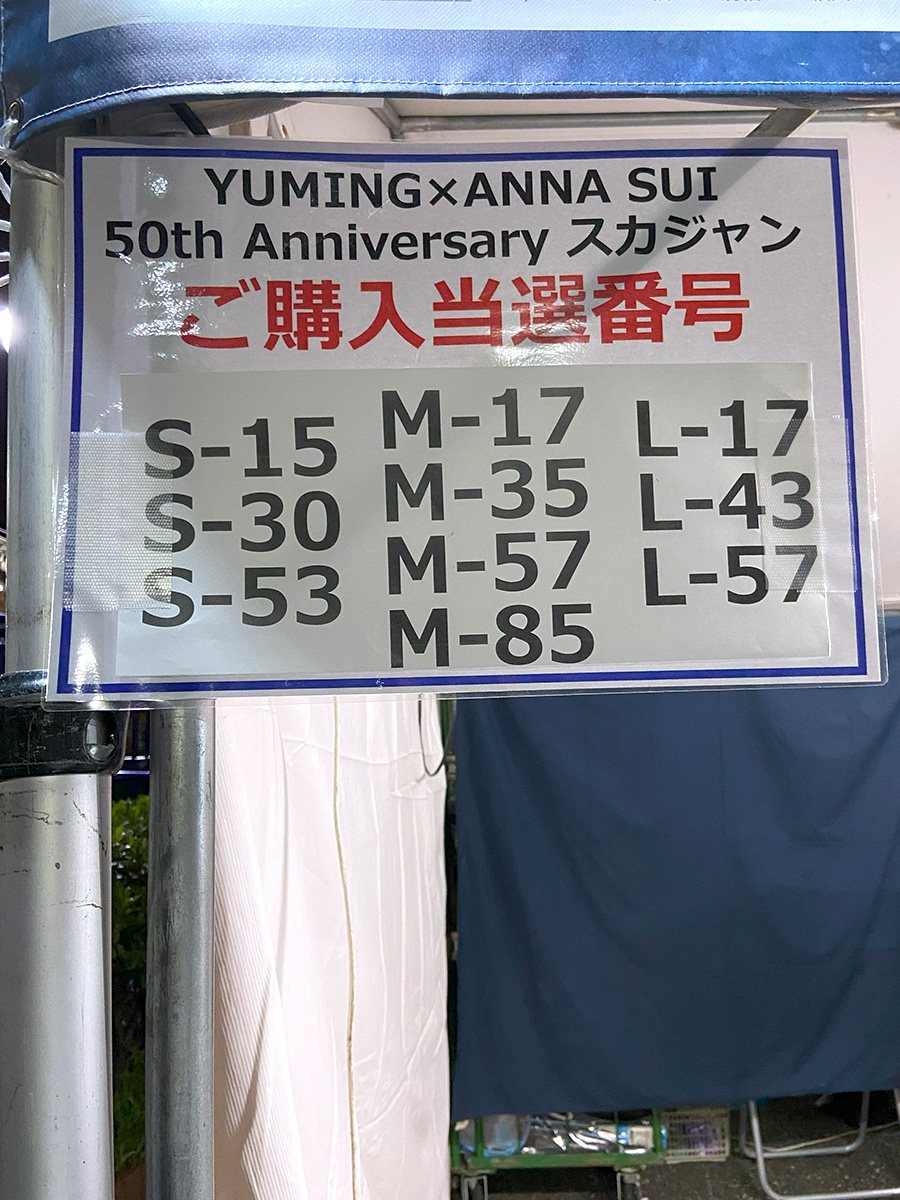 YUMING×ANNA SUI
50th Anniversary スカジャン
ご購入当選番号
S-15
S-30
S-53
M-17
M-35
M-57
M-85
L-17
L-43
L-57